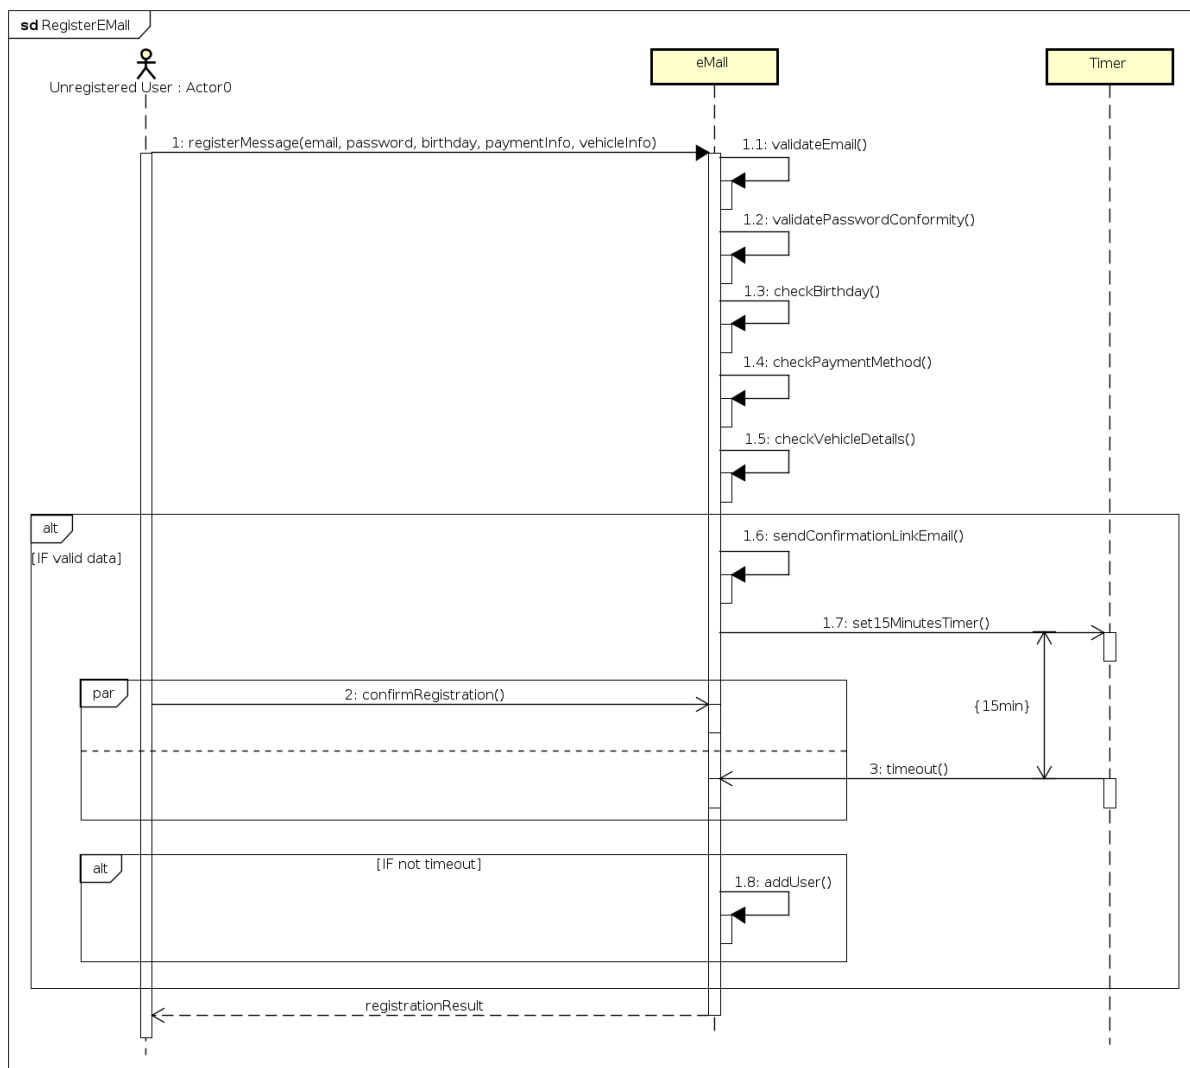 sd RegisterEMall
Unregistered User : Actor0
eMall
Timer
1: registerMessage(email, password, birthday, paymentInfo, vehicleInfo)
1.1: validateEmail()
1.2: validatePasswordConformity()
1.3: checkBirthday()
1.4: checkPaymentMethod()
1.5: checkVehicleDetails()
alt
[IF valid data]
1.6: sendConfirmationLinkEmail()
1.7: set15MinutesTimer()
par
2: confirmRegistration()
{15min}
3: timeout()
alt
[IF not timeout]
1.8: addUser()
registrationResult